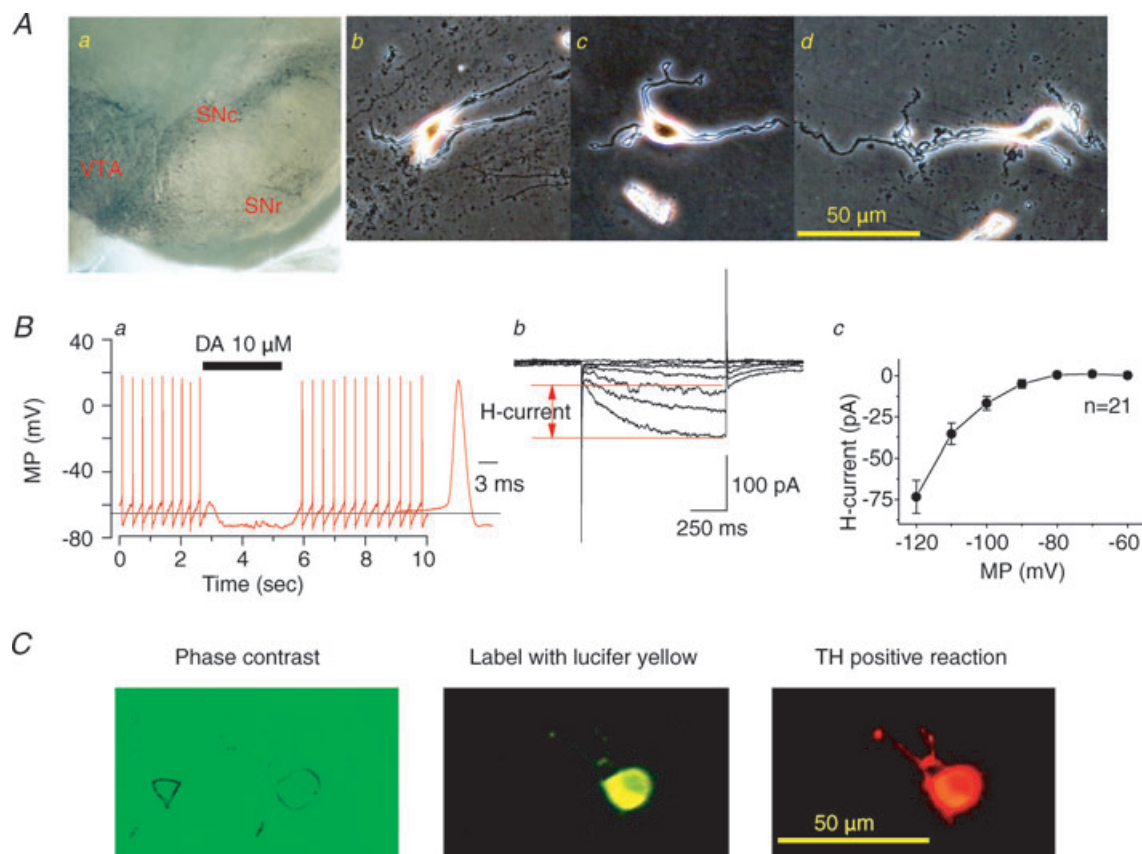 A
a
b
c
d
SNc
VTA
SNr
50 µm
B
a
DA 10 µM
40
0
-40
-80
MP (mV)
3 ms
0 2 4 6 8 10
Time (sec)
b
H-current
100 pA
250 ms
c
0
-25
-50
-75
H-current (pA)
n=21
-120 -100 -80 -60
MP (mV)
C
Phase contrast
Label with lucifer yellow
TH positive reaction
50 µm